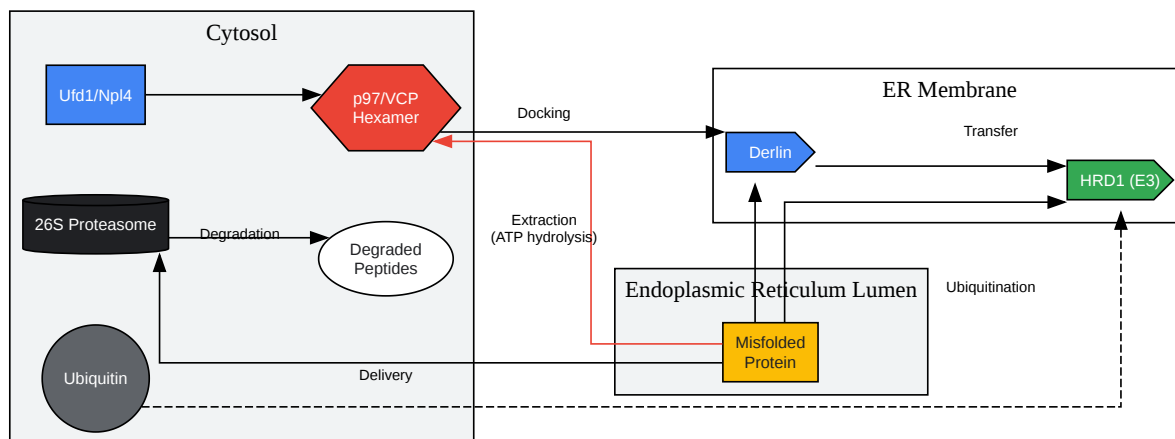 Cytosol
Ufd1/Npl4
p97/VCP
Hexamer
Docking
ER Membrane
Transfer
Derlin
HRD1 (E3)
26S Proteasome
Degradation
Degraded
Peptides
Extraction
(ATP hydrolysis)
Endoplasmic Reticulum Lumen
Ubiquitination
Misfolded
Protein
Ubiquitin
Delivery